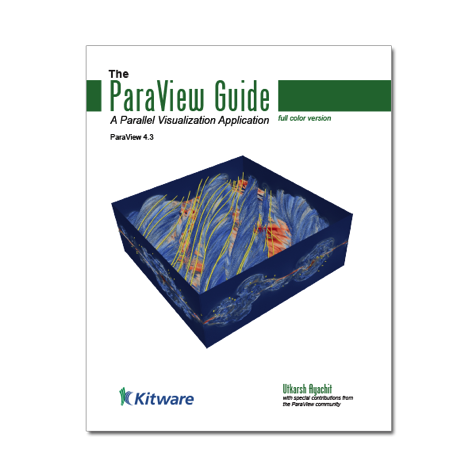 The
ParaView Guide
A Parallel Visualization Application
full color version
ParaView 4.3
Kitware
Utkarsh Ayachit
with special contributions from
the ParaView community